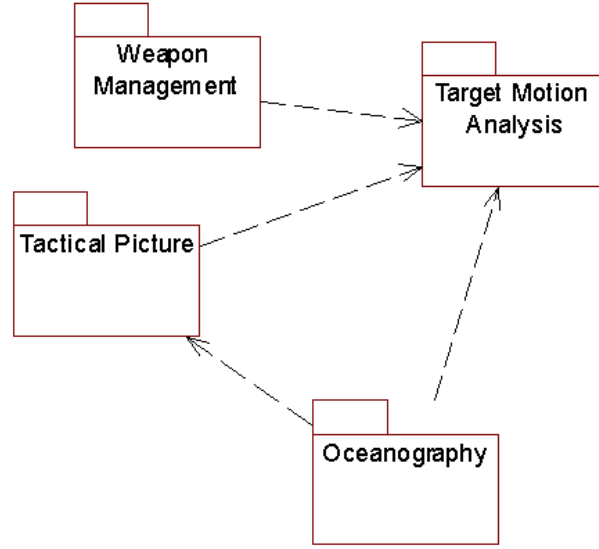 Weapon
Management
Target Motion
Analysis
Tactical Picture
Oceanography